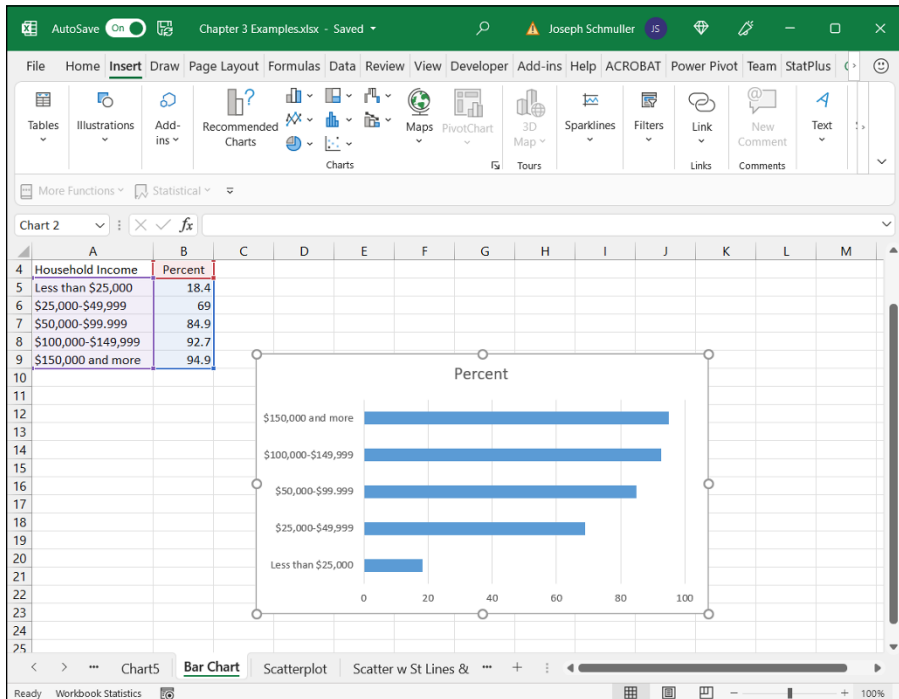 AutoSave On Chapter 3 Examples.xlsx - Saved Joseph Schmuller JS
File Home Insert Draw Page Layout Formulas Data Review View Developer Add-ins Help ACROBAT Power Pivot Team StatPlus
Tables Illustrations Add-ins Recommended Charts Maps PivotChart 3D Map Sparklines Filters Link New Comment Text
Charts Tours Links Comments
More Functions Statistical
Chart 2 fx
A B C D E F G H I J K L M
4 Household Income Percent
5 Less than $25,000 18.4
6 $25,000-$49,999 69
7 $50,000-$99.999 84.9
8 $100,000-$149,999 92.7
9 $150,000 and more 94.9
10
11
12
13
14
15
16
17
18
19
20
21
22
23
24
25
Percent
$150,000 and more
$100,000-$149,999
$50,000-$99.999
$25,000-$49,999
Less than $25,000
0 20 40 60 80 100
Chart5 Bar Chart Scatterplot Scatter w St Lines &
Ready Workbook Statistics 100%